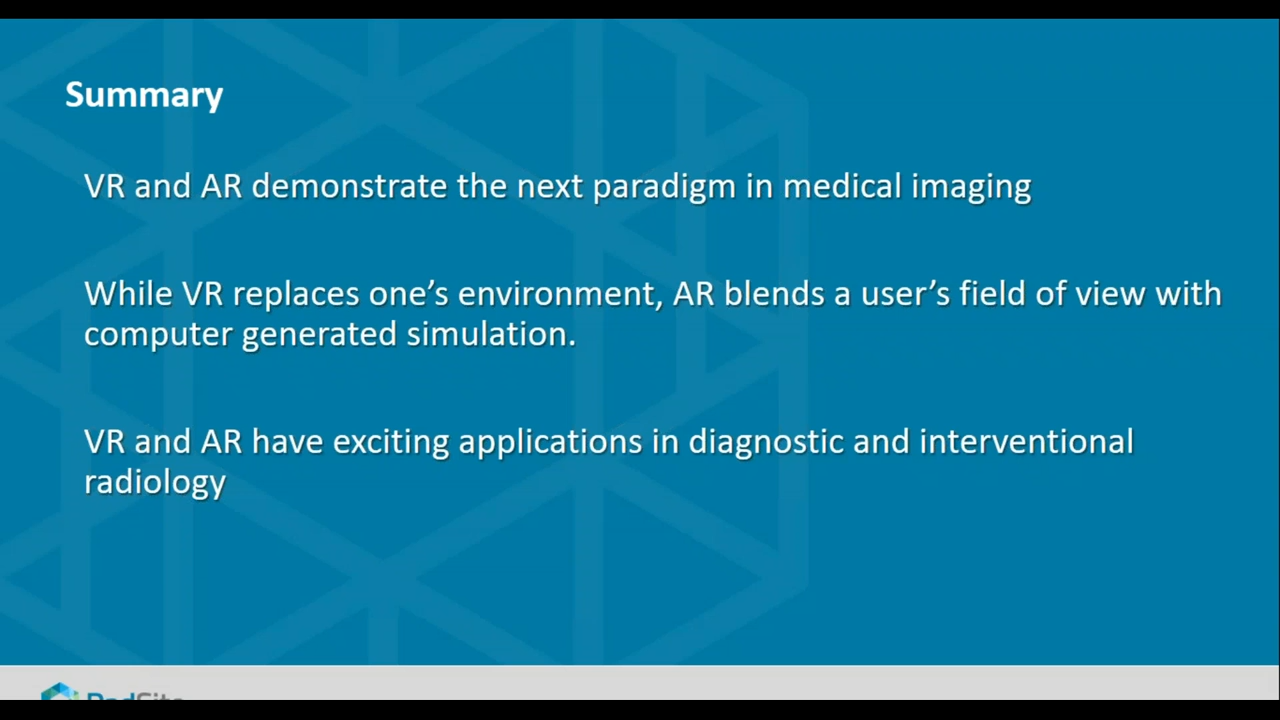 Summary
VR and AR demonstrate the next paradigm in medical imaging
While VR replaces one’s environment, AR blends a user’s field of view with
computer generated simulation.
VR and AR have exciting applications in diagnostic and interventional
radiology
RadSite